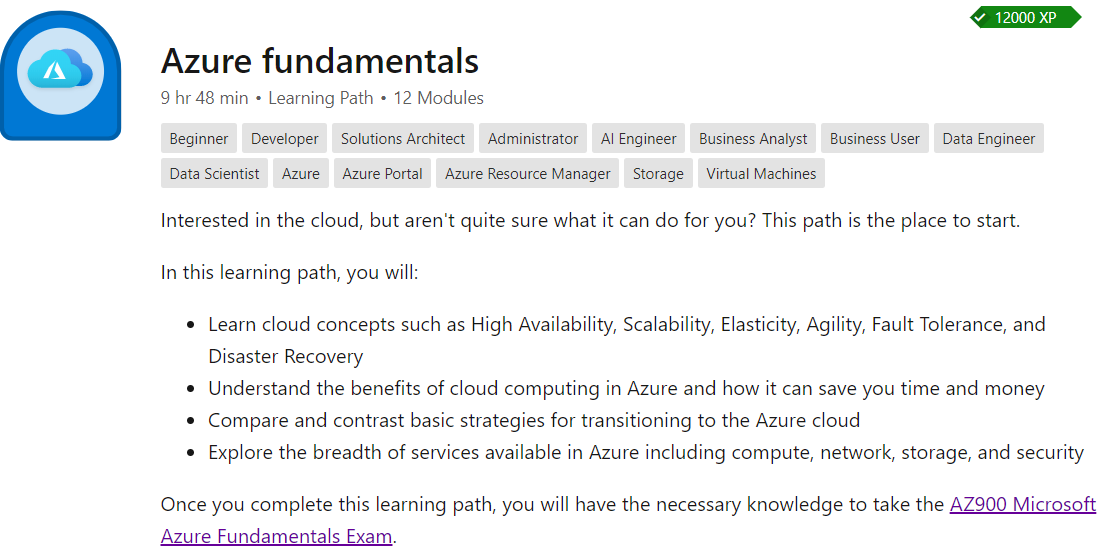 12000 XP
Azure fundamentals
9 hr 48 min • Learning Path • 12 Modules
Beginner Developer Solutions Architect Administrator AI Engineer Business Analyst Business User Data Engineer
Data Scientist Azure Azure Portal Azure Resource Manager Storage Virtual Machines
Interested in the cloud, but aren't quite sure what it can do for you? This path is the place to start.
In this learning path, you will:
• Learn cloud concepts such as High Availability, Scalability, Elasticity, Agility, Fault Tolerance, and
Disaster Recovery
• Understand the benefits of cloud computing in Azure and how it can save you time and money
• Compare and contrast basic strategies for transitioning to the Azure cloud
• Explore the breadth of services available in Azure including compute, network, storage, and security
Once you complete this learning path, you will have the necessary knowledge to take the AZ900 Microsoft
Azure Fundamentals Exam.